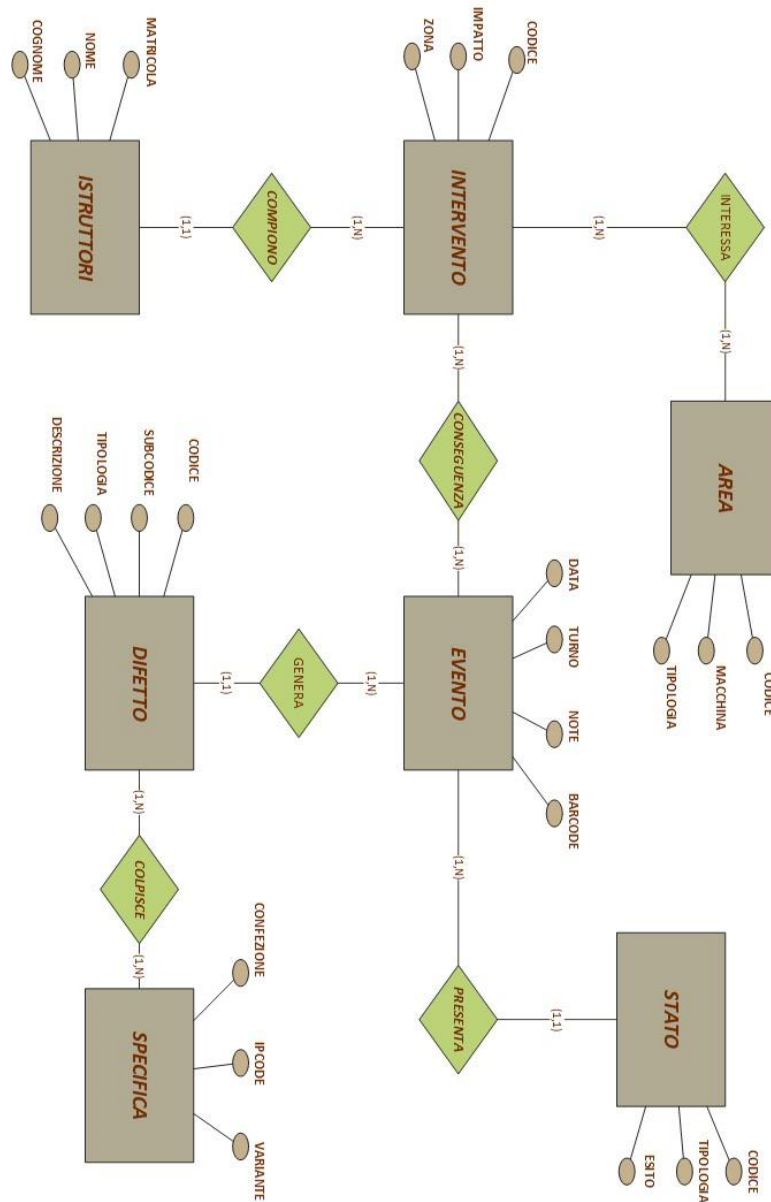 COGNOME
NOME
MATRICOLA
ISTRUTTORI
(1,1)
COMPIONO
(1,N)
ZONA
IMPATTO
CODICE
INTERVENTO
(1,N)
INTERESSA
(1,N)
AREA
CODICE
MACCHINA
TIPOLOGIA
(1,N)
CONSEGUENZA
(1,N)
DATA
TURNO
NOTE
BARCODE
EVENTO
(1,N)
GENERA
(1,1)
DESCRIZIONE
TIPOLOGIA
SUBCODICE
CODICE
DIFETTO
(1,N)
COLPISCE
(1,N)
CONFEZIONE
IPCODE
VARIANTE
SPECIFICA
(1,N)
PRESENTA
(1,1)
STATO
CODICE
TIPOLOGIA
ESITO